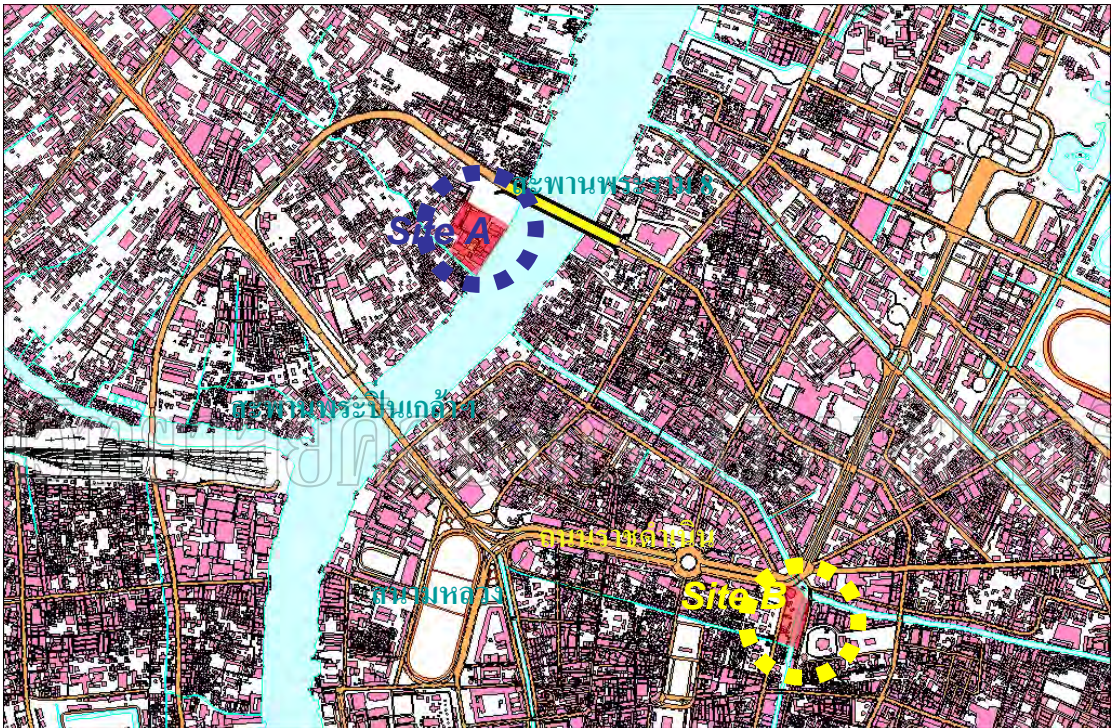 สะพานพระราม 8
Site A
สะพานพระปิ่นเกล้าฯ
ถนนราชดำเนิน
สนามหลวง
Site B